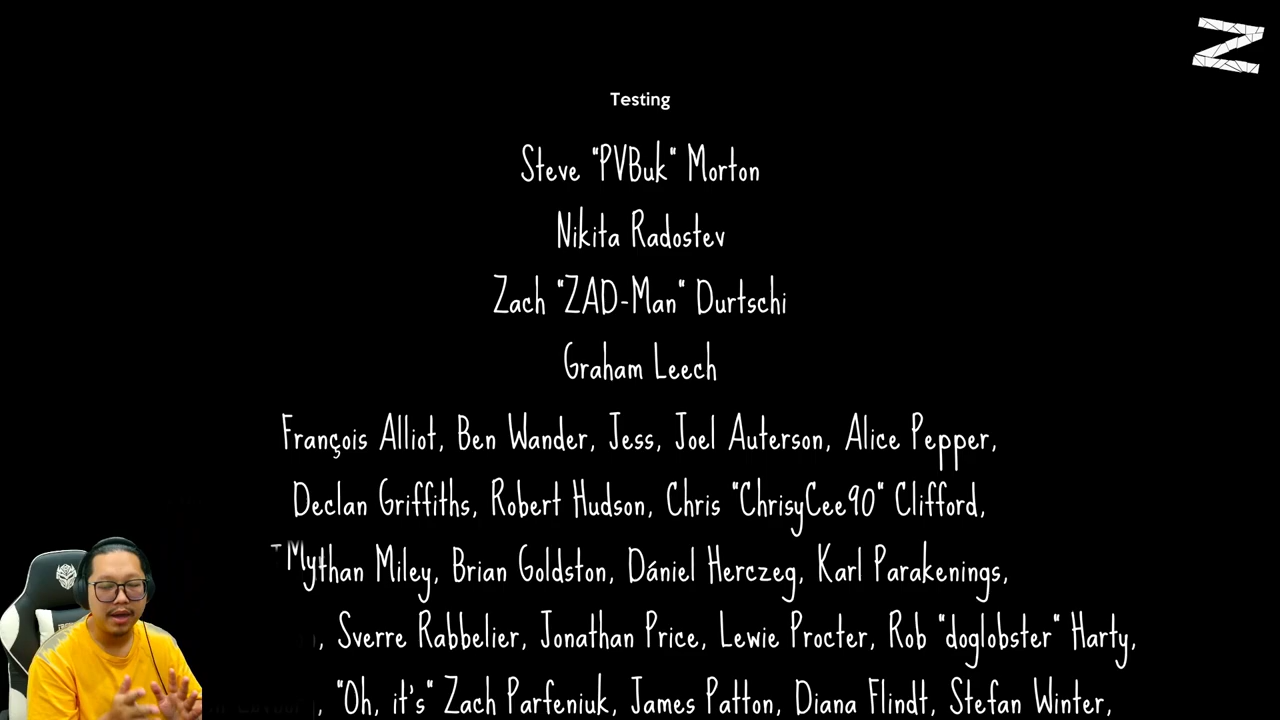 Z
Testing
Steve "PVBuk" Morton
Nikita Radostev
Zach "ZAD-Man" Durtschi
Graham Leech
François Alliot, Ben Wander, Jess, Joel Auterson, Alice Pepper,
Declan Griffiths, Robert Hudson, Chris "ChrisyCee90" Clifford,
Miley, Brian Goldston, Dániel Herczeg, Karl Parakenings,
, Sverre Rabbelier, Jonathan Price, Lewie Procter, Rob "doglobster" Harty,
, "Oh, it's" Zach Parfeniuk, James Patton, Diana Flindt, Stefan Winter,